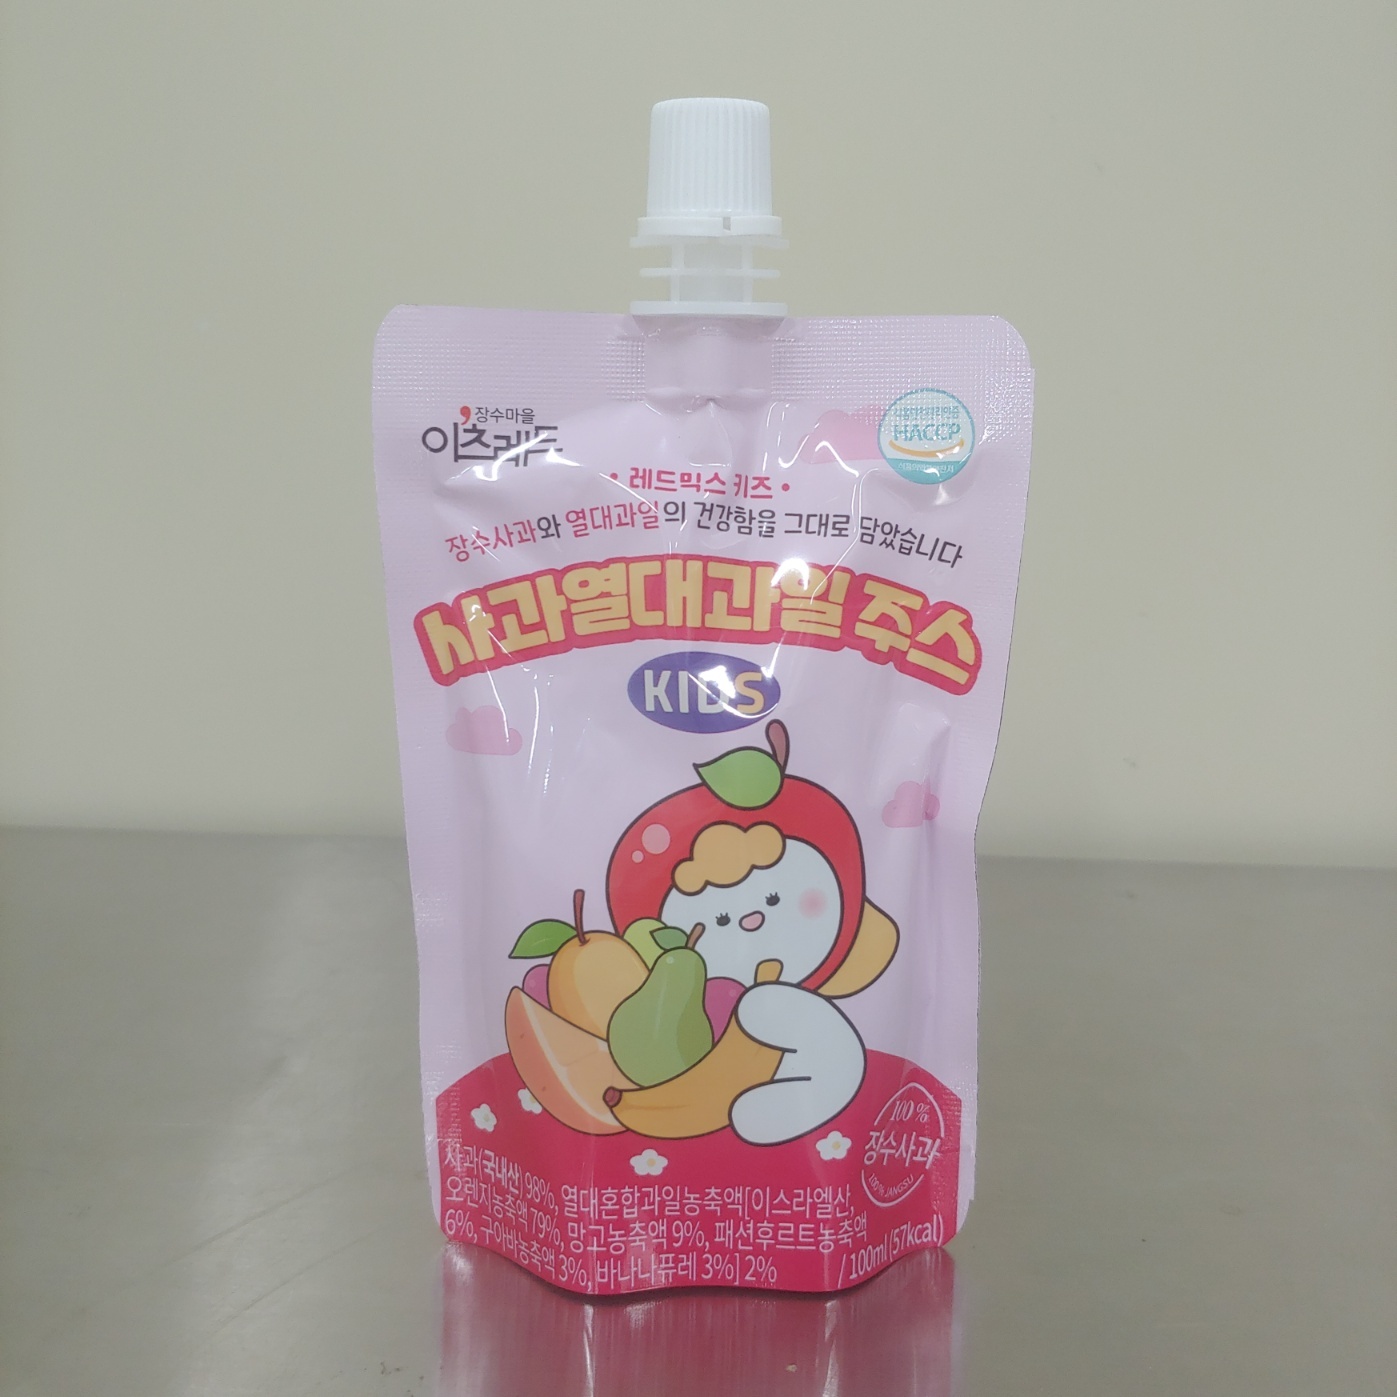 장수마을
이츠레드
HACCP
• 레드믹스 키즈 •
장수사과와 열대과일의 건강함을 그대로 담았습니다
사과열대과일 주스
KIDS
100%
장수사과
100% JANGSU
사과(국내산) 98%, 열대혼합과일농축액[이스라엘산,
오렌지농축액 79%, 망고농축액 9%, 패션후르트농축액
6%, 구아바농축액 3%, 바나나퓨레 3%] 2%
/ 100ml (57kcal)